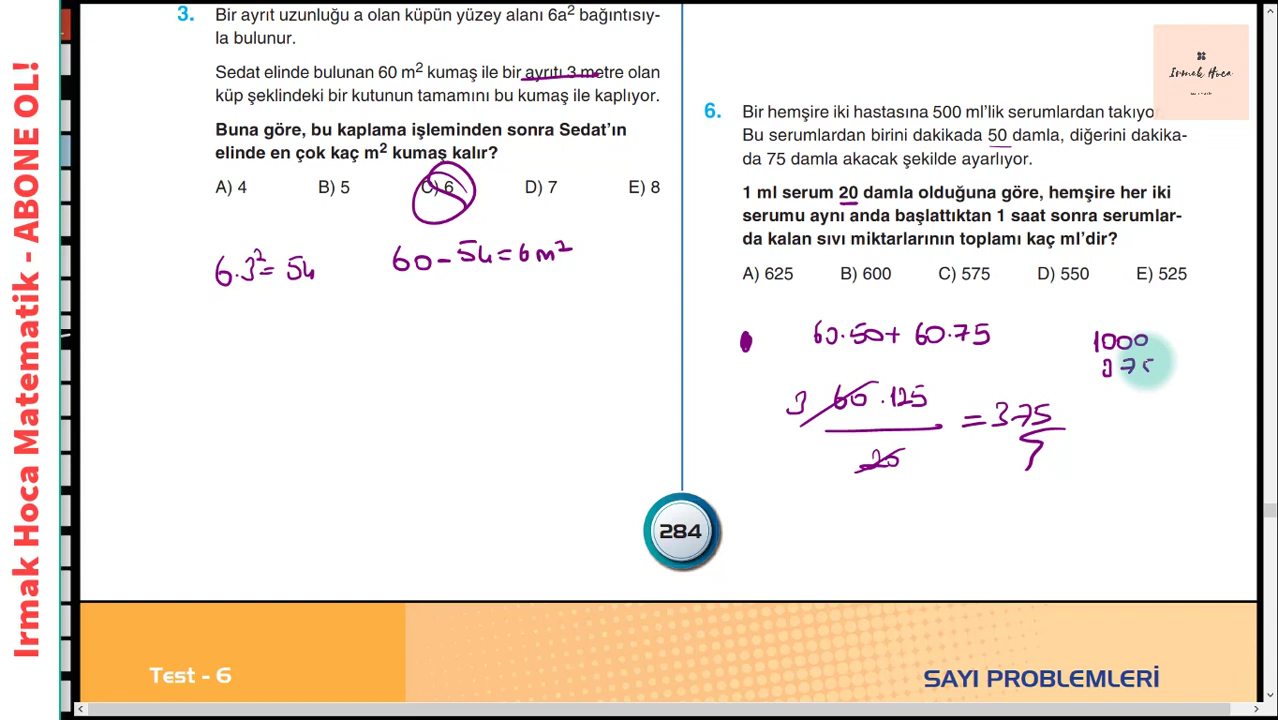 Irmak Hoca Matematik - ABONE OL!
3. Bir ayrıt uzunluğu a olan küpün yüzey alanı 6a² bağıntısıy-
la bulunur.
Sedat elinde bulunan 60 m² kumaş ile bir ayrıtı 3 metre olan
küp şeklindeki bir kutunun tamamını bu kumaş ile kaplıyor.
Buna göre, bu kaplama işleminden sonra Sedat'ın
elinde en çok kaç m² kumaş kalır?
A) 4 B) 5 C) 6 D) 7 E) 8
6.3² = 54
60 - 54 = 6 m²
Irmak Hoca
6. Bir hemşire iki hastasına 500 ml'lik serumlardan takıyor
Bu serumlardan birini dakikada 50 damla, diğerini dakika-
da 75 damla akacak şekilde ayarlıyor.
1 ml serum 20 damla olduğuna göre, hemşire her iki
serumu aynı anda başlattıktan 1 saat sonra serumlar-
da kalan sıvı miktarlarının toplamı kaç ml'dir?
A) 625 B) 600 C) 575 D) 550 E) 525
60.50 + 60.75
1000
375
3 60.125
= 375
20
284
Test - 6
SAYI PROBLEMLERİ